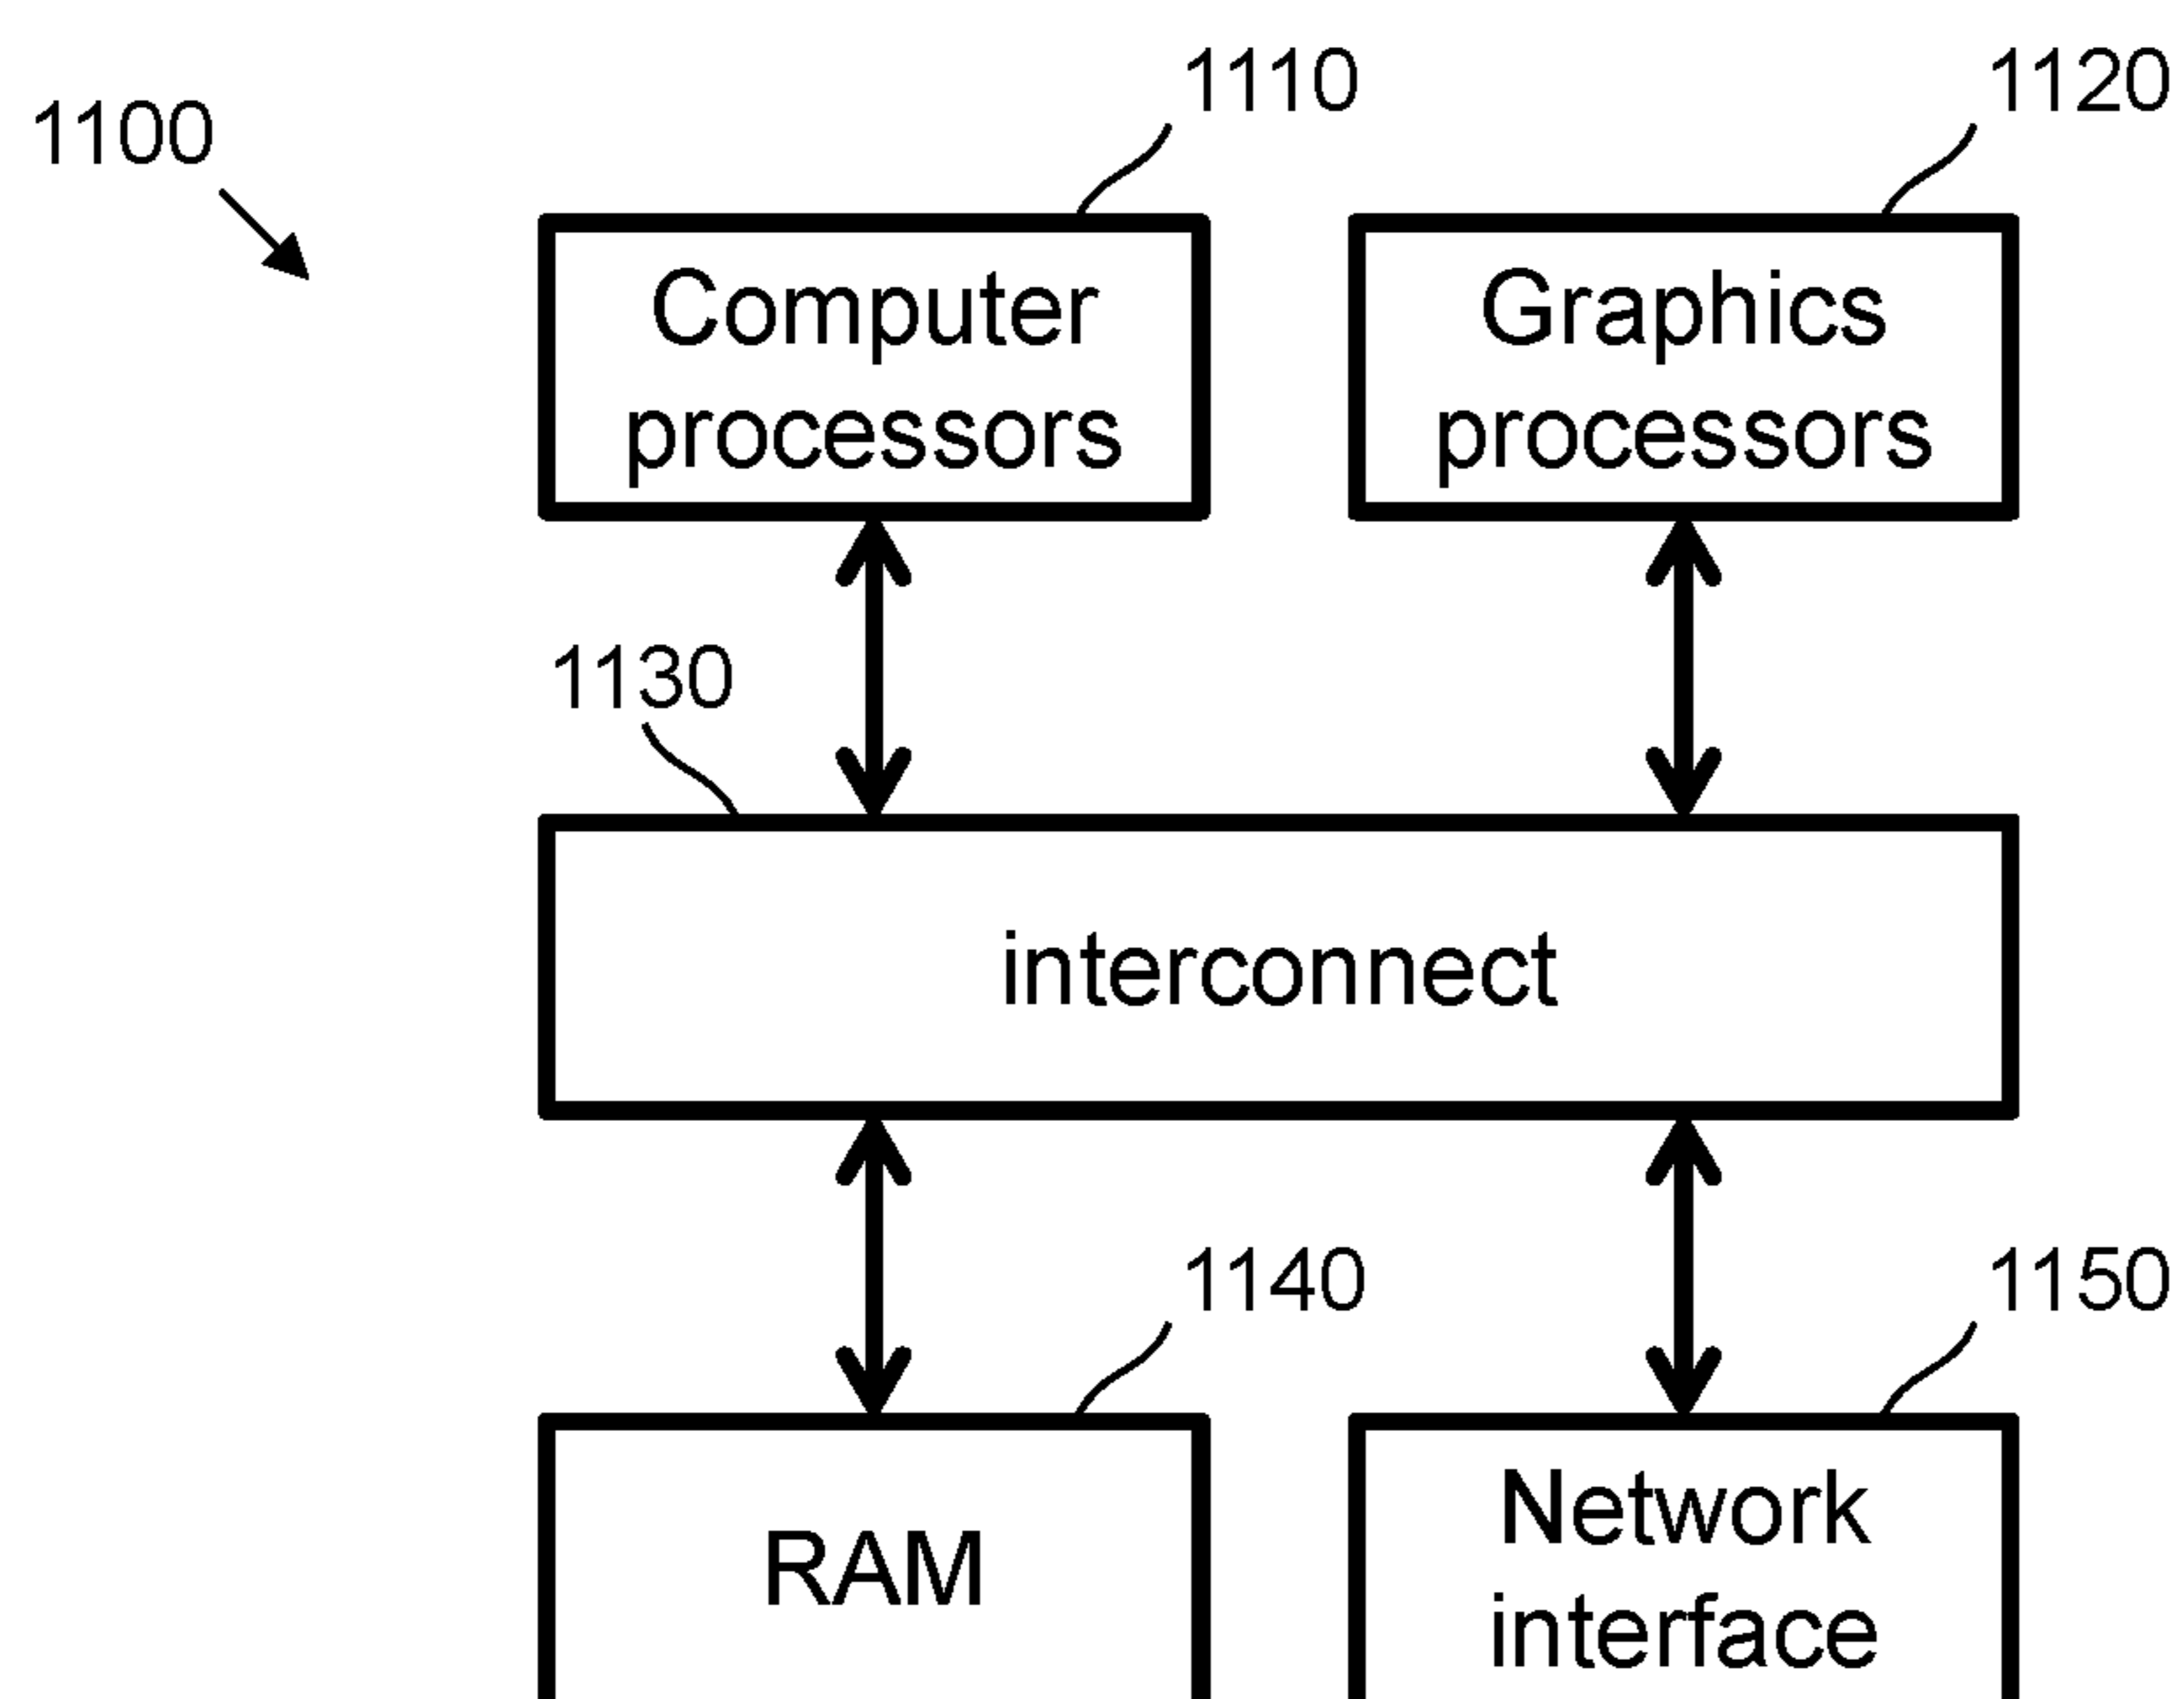 1110
1120
1100
Computer
processors
Graphics
processors
1130
interconnect
1140
1150
RAM
Network
interface